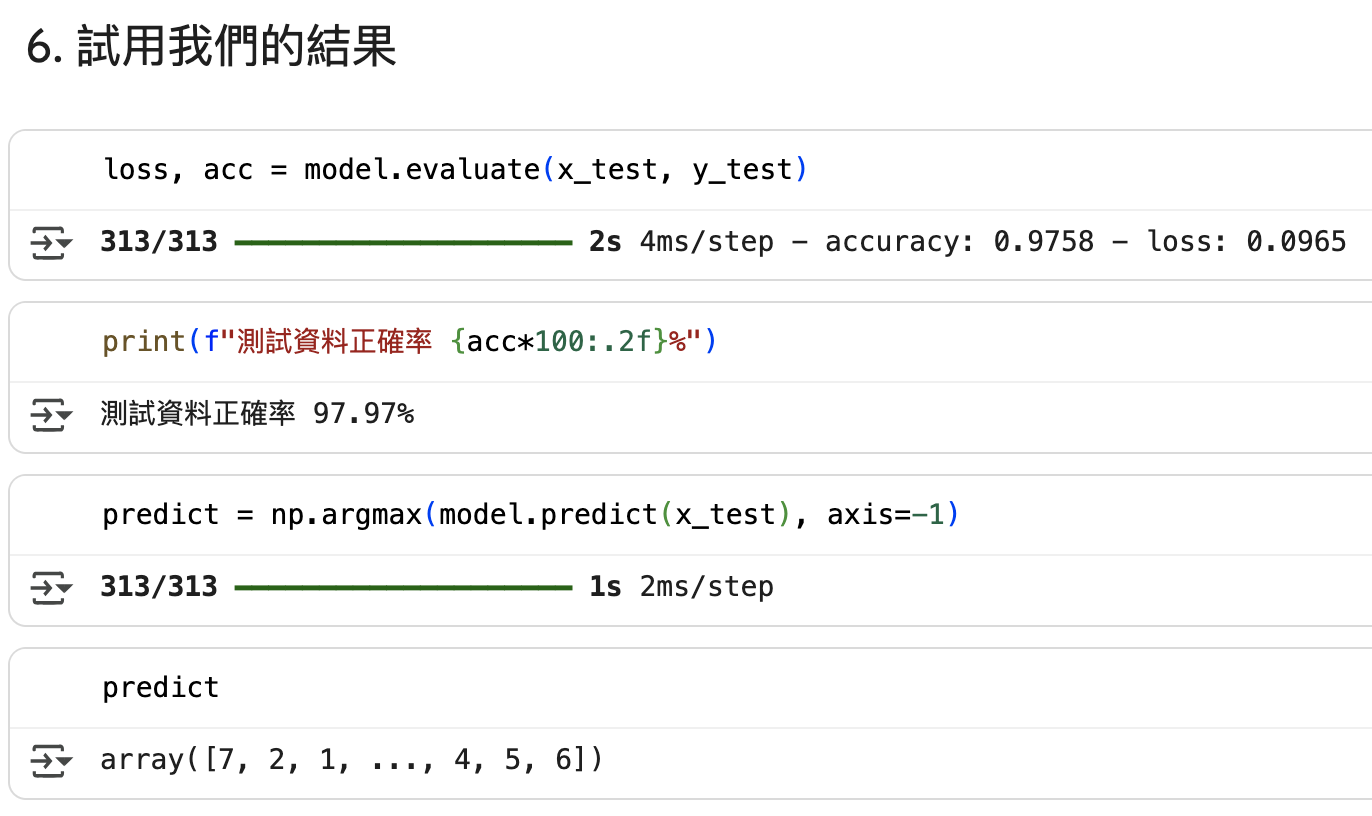 6. 試用我們的結果
loss, acc = model.evaluate(x_test, y_test)
313/313 2s 4ms/step - accuracy: 0.9758 - loss: 0.0965
print(f"測試資料正確率 {acc*100:.2f}%")
測試資料正確率 97.97%
predict = np.argmax(model.predict(x_test), axis=-1)
313/313 1s 2ms/step
predict
array([7, 2, 1, ..., 4, 5, 6])